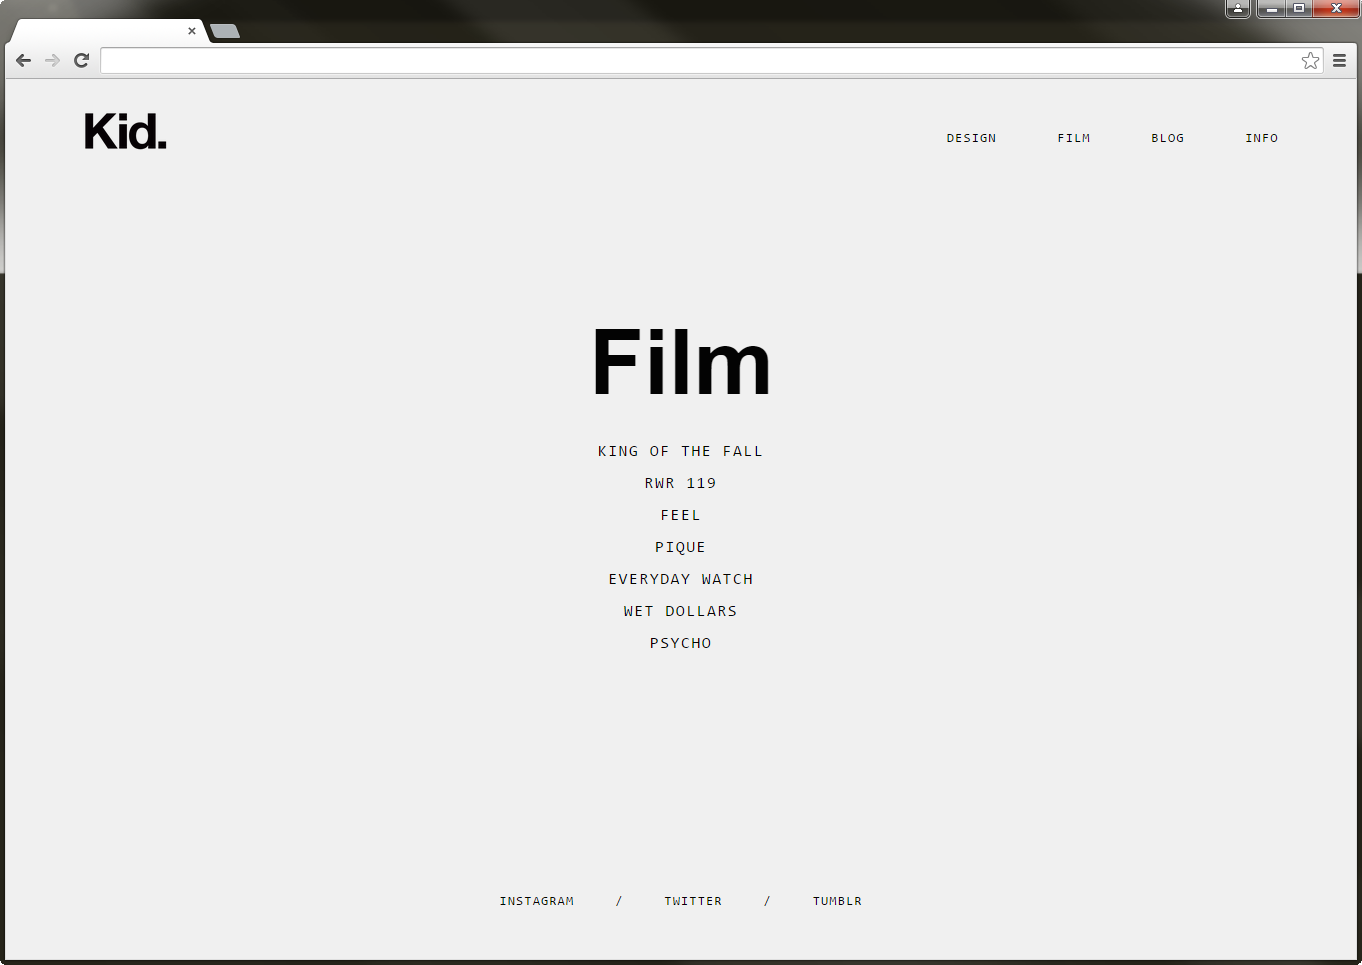 Kid.
DESIGN FILM BLOG INFO
Film
KING OF THE FALL
RWR 119
FEEL
PIQUE
EVERYDAY WATCH
WET DOLLARS
PSYCHO
INSTAGRAM / TWITTER / TUMBLR